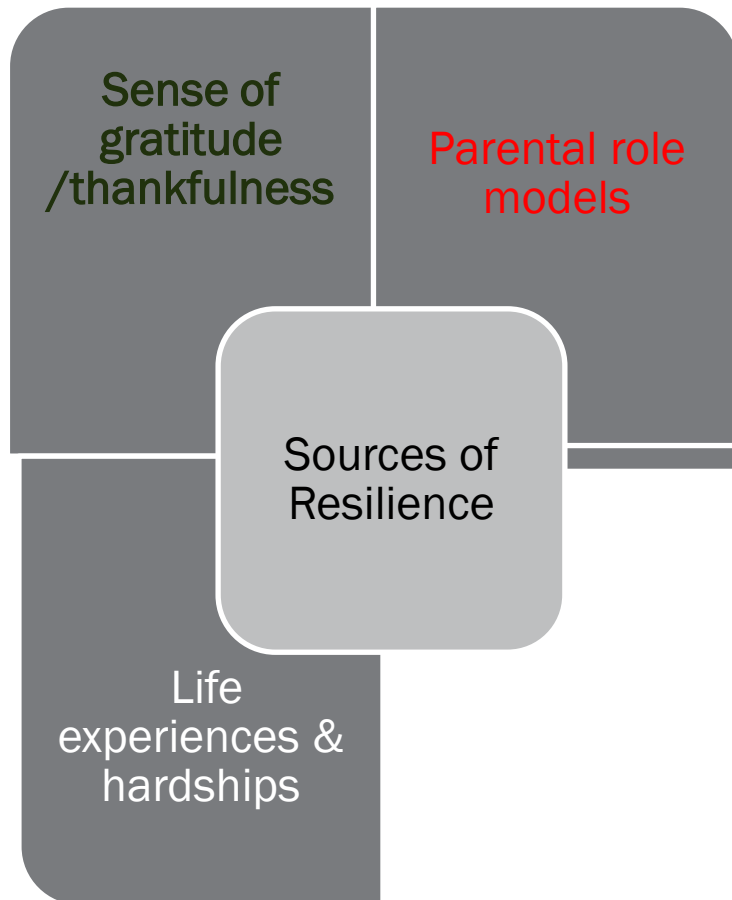 Sense of
gratitude
/thankfulness
Parental role
models
Sources of
Resilience
Life
experiences &
hardships